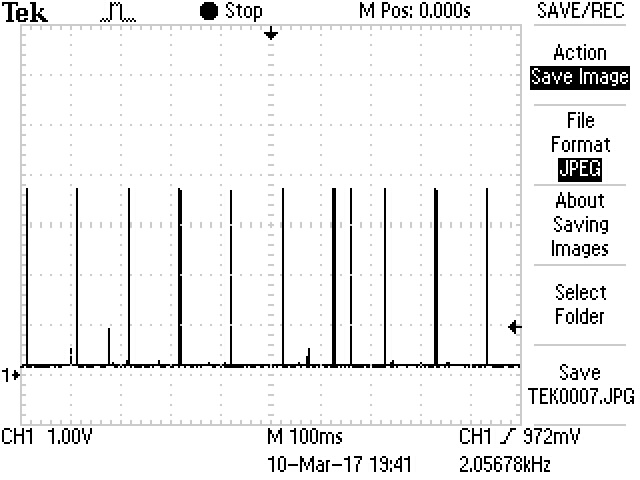 Tek Stop M Pos: 0.000s SAVE/REC
Action
Save Image
File
Format
JPEG
About
Saving
Images
Select
Folder
1
Save
TEK0007.JPG
CH1 1.00V M 100ms CH1 972mV
10-Mar-17 19:41 2.05678kHz